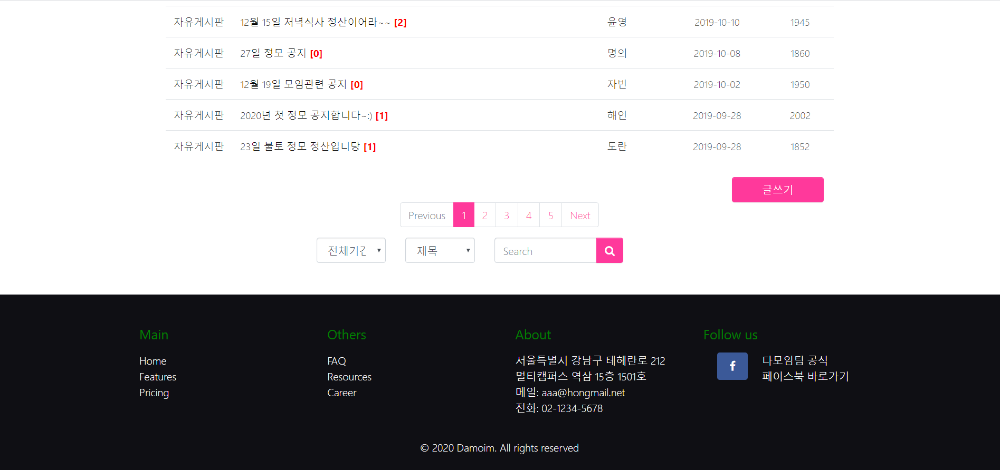 자유게시판 12월 15일 저녁식사 정산이어라~~ [2] 윤영 2019-10-10 1945
자유게시판 27일 정모 공지 [0] 명의 2019-10-08 1860
자유게시판 12월 19일 모임관련 공지 [0] 자빈 2019-10-02 1950
자유게시판 2020년 첫 정모 공지합니다~:) [1] 해인 2019-09-28 2002
자유게시판 23일 불토 정모 정산입니당 [1] 도란 2019-09-28 1852
글쓰기
Previous 1 2 3 4 5 Next
전체기간 제목 Search
Main
Home
Features
Pricing
Others
FAQ
Resources
Career
About
서울특별시 강남구 테헤란로 212
멀티캠퍼스 역삼 15층 1501호
메일: aaa@hongmail.net
전화: 02-1234-5678
Follow us
f
다모임팀 공식
페이스북 바로가기
© 2020 Damoim. All rights reserved